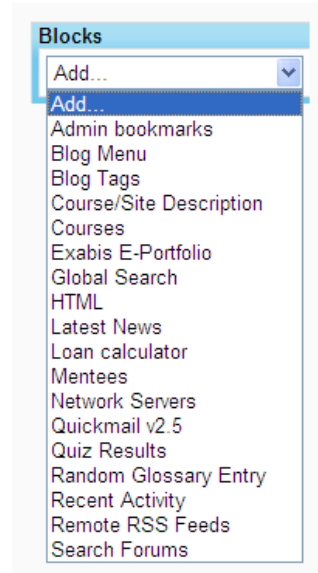 Blocks
Add...
Add...
Admin bookmarks
Blog Menu
Blog Tags
Course/Site Description
Courses
Exabis E-Portfolio
Global Search
HTML
Latest News
Loan calculator
Mentees
Network Servers
Quickmail v2.5
Quiz Results
Random Glossary Entry
Recent Activity
Remote RSS Feeds
Search Forums